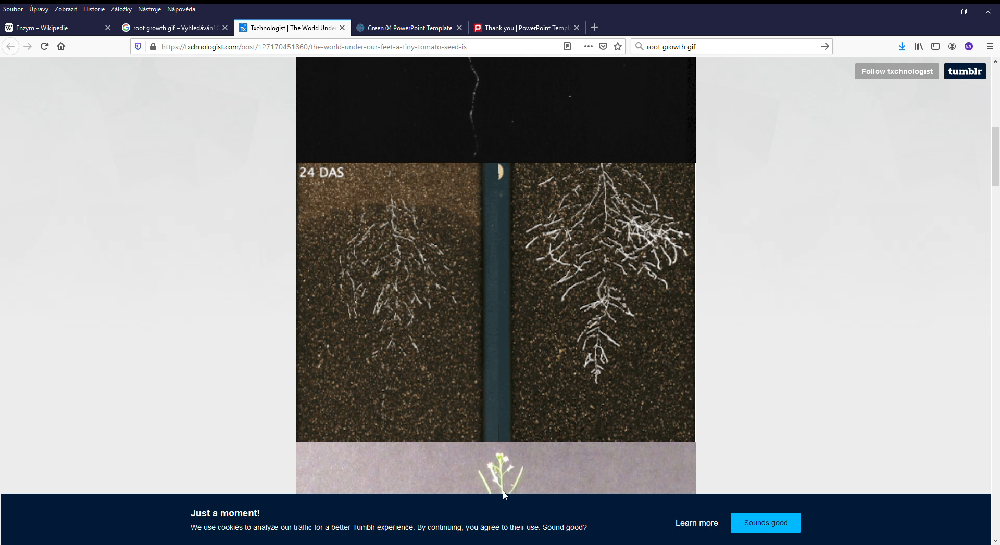 Soubor Úpravy Zobrazit Historie Záložky Nástroje Nápověda
Enzym – Wikipedie
root growth gif – Vyhledávání
Txchnologist | The World Unde
Green 04 PowerPoint Template
Thank you | PowerPoint Templ
https://txchnologist.com/post/127170451860/the-world-under-our-feet-a-tiny-tomato-seed-is
root growth gif
EN
Follow txchnologist
tumblr
24 DAS
Just a moment!
We use cookies to analyze our traffic for a better Tumblr experience. By continuing, you agree to their use. Sound good?
Learn more
Sounds good